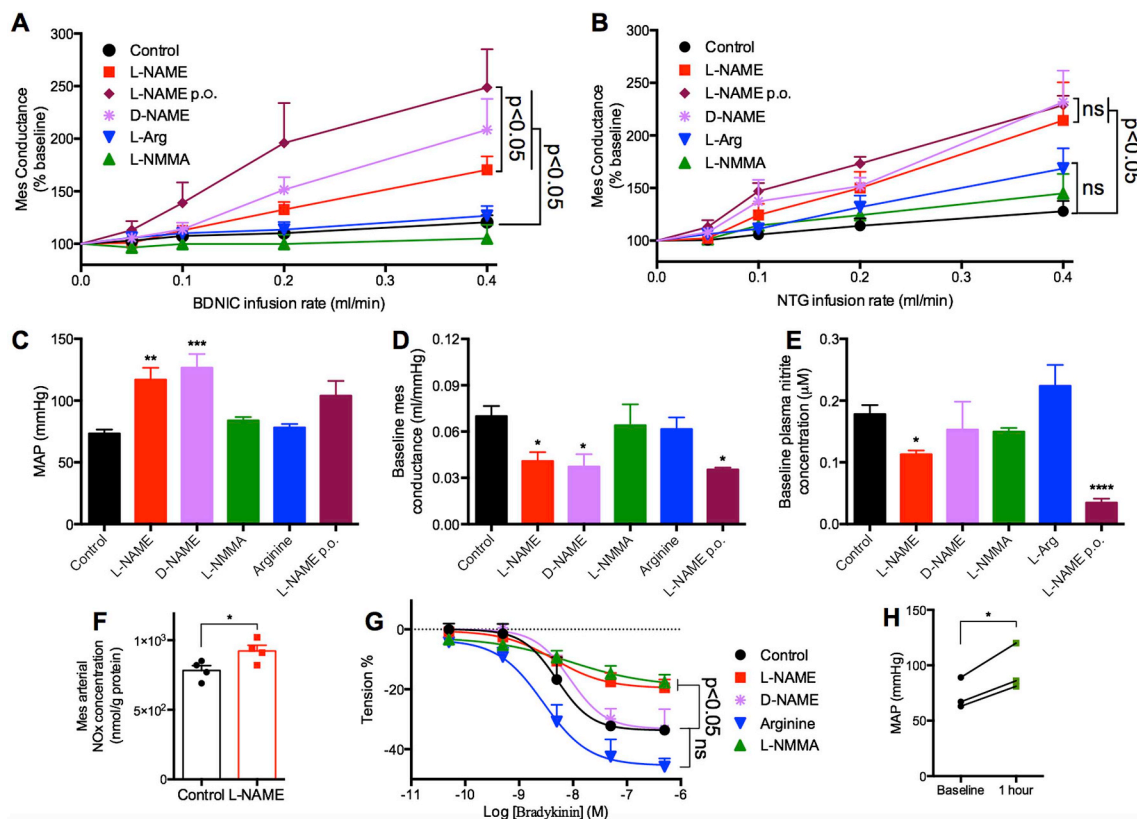 A
300
250
200
150
100
Mes Conductance
(% baseline)
Control
L-NAME
L-NAME p.o.
D-NAME
L-Arg
L-NMMA
p<0.05
p<0.05
0.0
0.1
0.2
0.3
0.4
BDNIC infusion rate (ml/min)
B
300
250
200
150
100
Mes Conductance
(% baseline)
Control
L-NAME
L-NAME p.o.
D-NAME
L-Arg
L-NMMA
ns
ns
p<0.05
0.0
0.1
0.2
0.3
0.4
NTG infusion rate (ml/min)
C
150
100
50
0
MAP (mmHg)
**
***
Control
L-NAME
D-NAME
L-NMMA
Arginine
L-NAME p.o.
D
0.12
0.09
0.06
0.03
0.00
Baseline mes
conductance (ml/mmHg)
*
*
*
Control
L-NAME
D-NAME
L-NMMA
Arginine
L-NAME p.o.
E
0.3
0.2
0.1
0.0
Baseline plasma nitrite
concentration (μM)
*
****
Control
L-NAME
D-NAME
L-NMMA
L-Arg
L-NAME p.o.
F
1×10³
5×10²
0
Mes arterial
NOx concentration
(nmol/g protein)
*
Control L-NAME
G
0
-20
-40
Tension %
Control
L-NAME
D-NAME
Arginine
L-NMMA
p<0.05
ns
-11
-10
-9
-8
-7
-6
Log [Bradykinin] (M)
H
150
100
50
0
MAP (mmHg)
*
Baseline
1 hour